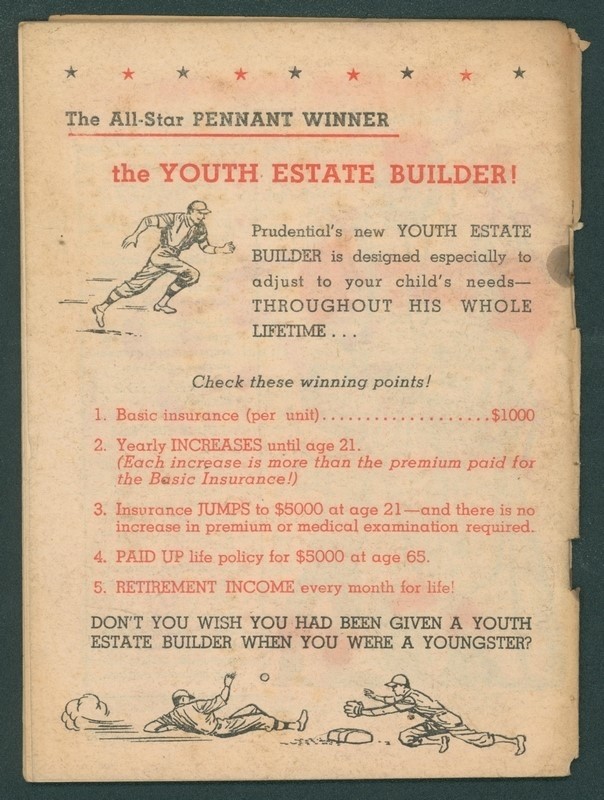 The All-Star PENNANT WINNER
the YOUTH ESTATE BUILDER!
Prudential's new YOUTH ESTATE
BUILDER is designed especially to
adjust to your child's needs—
THROUGHOUT HIS WHOLE
LIFETIME . . .
Check these winning points!
1. Basic insurance (per unit)...................$1000
2. Yearly INCREASES until age 21.
(Each increase is more than the premium paid for
the Basic Insurance!)
3. Insurance JUMPS to $5000 at age 21—and there is no
increase in premium or medical examination required.
4. PAID UP life policy for $5000 at age 65.
5. RETIREMENT INCOME every month for life!
DON'T YOU WISH YOU HAD BEEN GIVEN A YOUTH
ESTATE BUILDER WHEN YOU WERE A YOUNGSTER?